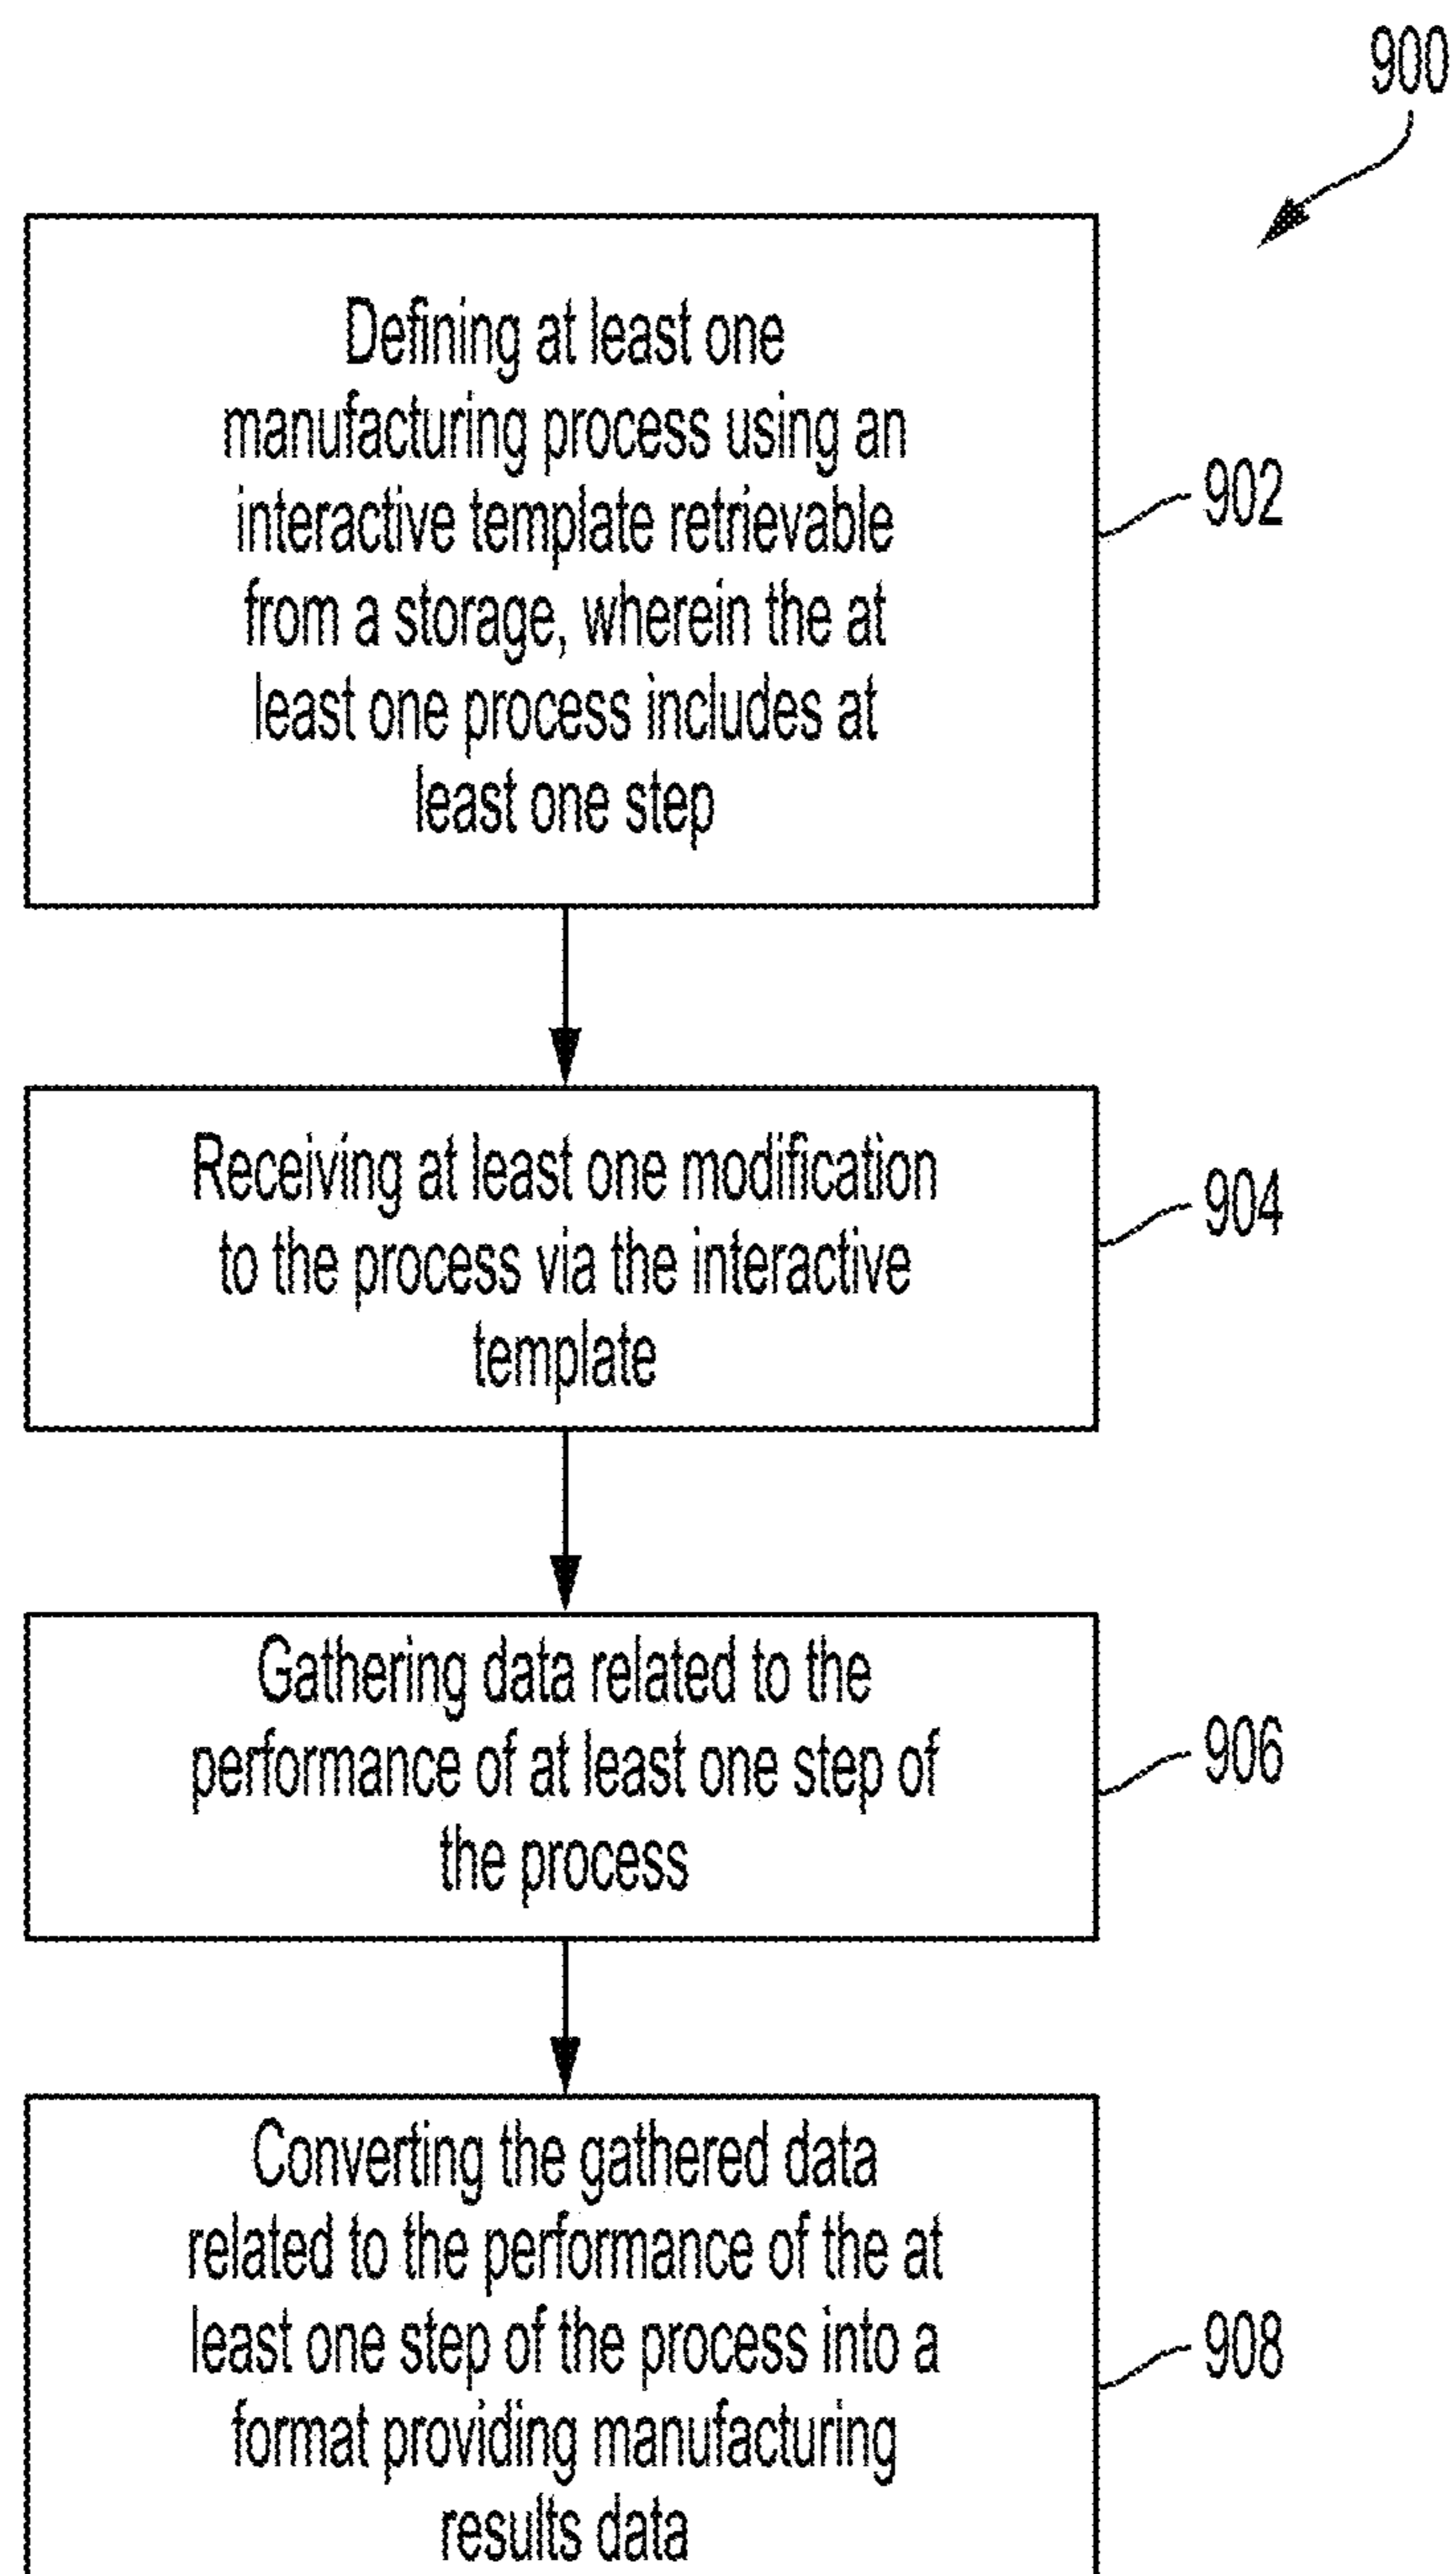 900
Defining at least one
manufacturing process using an
interactive template retrievable
from a storage, wherein the at
least one process includes at
least one step
902
Receiving at least one modification
to the process via the interactive
template
904
Gathering data related to the
performance of at least one step of
the process
906
Converting the gathered data
related to the performance of the at
least one step of the process into a
format providing manufacturing
results data
908